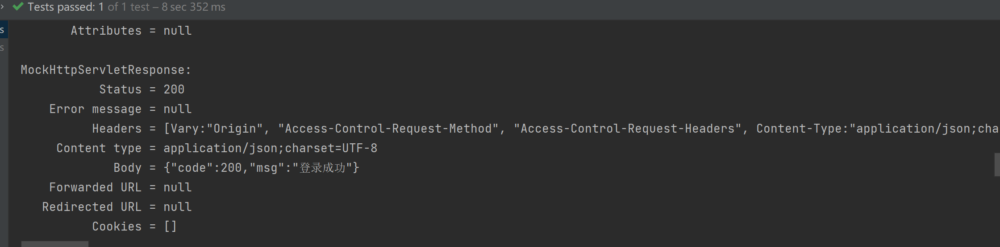 Tests passed: 1 of 1 test – 8 sec 352 ms
s
Attributes = null
s
MockHttpServletResponse:
Status = 200
Error message = null
Headers = [Vary:"Origin", "Access-Control-Request-Method", "Access-Control-Request-Headers", Content-Type:"application/json;cha
Content type = application/json;charset=UTF-8
Body = {"code":200,"msg":"登录成功"}
Forwarded URL = null
Redirected URL = null
Cookies = []